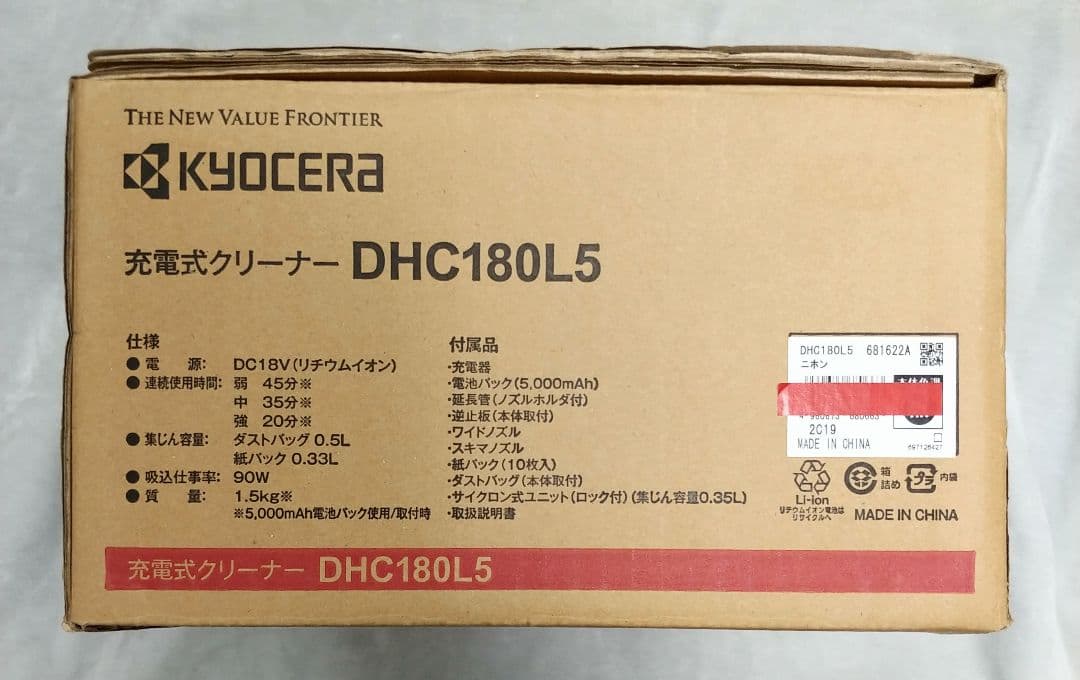 THE NEW VALUE FRONTIER
KYOCERA
充電式クリーナー DHC180L5
仕様
● 電 源: DC18V(リチウムイオン)
● 連続使用時間: 弱 45分※
中 35分※
強 20分※
● 集じん容量: ダストバッグ 0.5L
紙パック 0.33L
● 吸込仕事率: 90W
● 質 量: 1.5kg※
※5,000mAh電池パック使用/取付時
付属品
・充電器
・電池パック(5,000mAh)
・延長管(ノズルホルダ付)
・逆止板(本体取付)
・ワイドノズル
・スキマノズル
・紙パック(10枚入)
・ダストバッグ(本体取付)
・サイクロン式ユニット(ロック付)(集じん容量0.35L)
・取扱説明書
DHC180L5 681622A
ニホン
2C19
MADE IN CHINA
697126427
Li-ion
リチウムイオン電池は
リサイクルへ
箱
詰め
プラ
内袋
MADE IN CHINA
充電式クリーナー DHC180L5